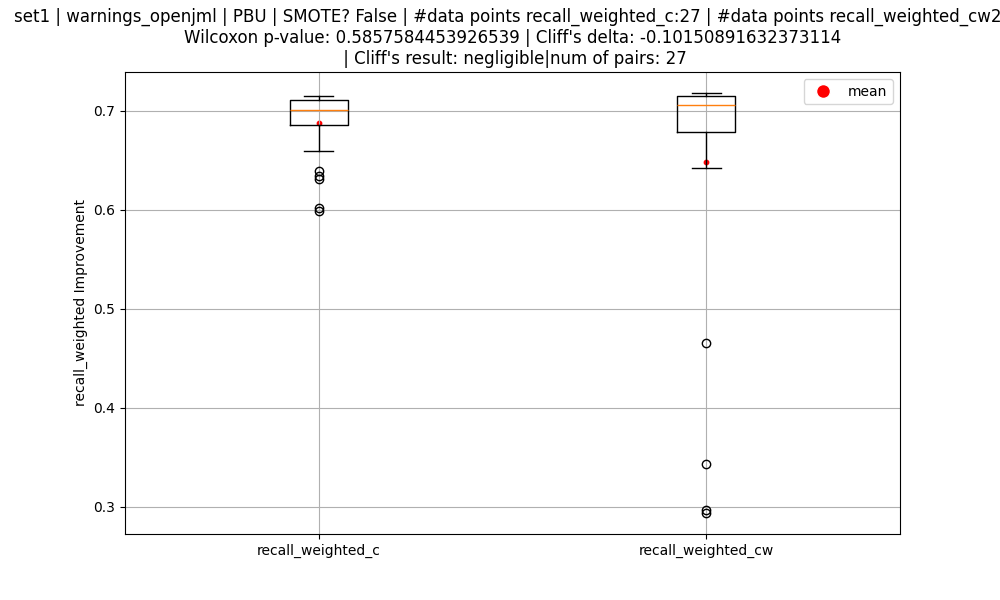 set1 | warnings_openjml | PBU | SMOTE? False | #data points recall_weighted_c:27 | #data points recall_weighted_cw2
Wilcoxon p-value: 0.5857584453926539 | Cliff's delta: -0.10150891632373114
| Cliff's result: negligible|num of pairs: 27
mean
0.7
0.6
0.5
0.4
0.3
recall_weighted Improvement
recall_weighted_c
recall_weighted_cw